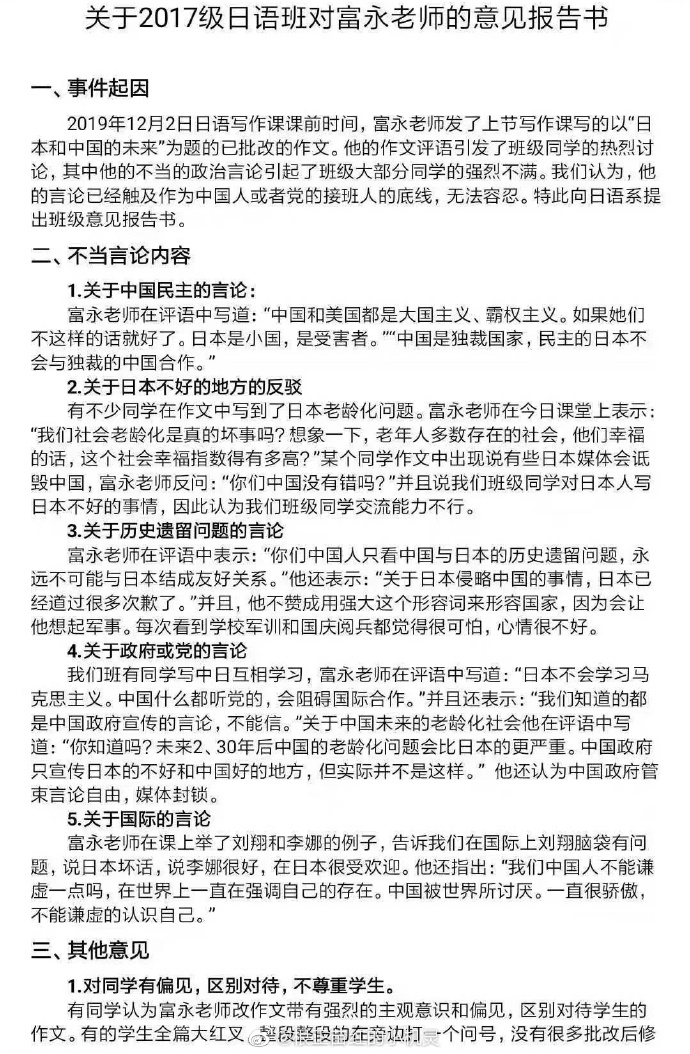 关于2017级日语班对富永老师的意见报告书
一、事件起因
2019年12月2日日语写作课课前时间，富永老师发了上节写作课写的以“日
本和中国的未来”为题的已批改的作文。他的作文评语引发了班级同学的热烈讨
论，其中他的不当的政治言论引起了班级大部分同学的强烈不满。我们认为，他
的言论已经触及作为中国人或者党的接班人的底线，无法容忍。特此向日语系提
出班级意见报告书。
二、不当言论内容
1.关于中国民主的言论：
富永老师在评语中写道：“中国和美国都是大国主义、霸权主义。如果她们
不这样的话就好了。日本是小国，是受害者。”“中国是独裁国家，民主的日本不
会与独裁的中国合作。”
2.关于日本不好的地方的反驳
有不少同学在作文中写到了日本老龄化问题。富永老师在今日课堂上表示：
“我们社会老龄化是真的坏事吗？想象一下，老年人多数存在的社会，他们幸福
的话，这个社会幸福指数得有多高？”某个同学作文中出现说有些日本媒体会诋
毁中国，富永老师反问：“你们中国没有错吗？”并且说我们班级同学对日本人写
日本不好的事情，因此认为我们班级同学交流能力不行。
3.关于历史遗留问题的言论
富永老师在评语中表示：“你们中国人只看中国与日本的历史遗留问题，永
远不可能与日本结成友好关系。”他还表示：“关于日本侵略中国的事情，日本已
经道过很多次歉了。”并且，他不赞成用强大这个形容词来形容国家，因为会让
他想起军事。每次看到学校军训和国庆阅兵都觉得很可怕，心情很不好。
4.关于政府或党的言论
我们班有同学写中日互相学习，富永老师在评语中写道：“日本不会学习马
克思主义。中国什么都听党的，会阻碍国际合作。”并且还表示：“我们知道的都
是中国政府宣传的言论，不能信。”关于中国未来的老龄化社会他在评语中写
道：“你知道吗？未来2、30年后中国的老龄化问题会比日本的更严重。中国政府
只宣传日本的不好和中国好的地方，但实际并不是这样。” 他还认为中国政府管
束言论自由，媒体封锁。
5.关于国际的言论
富永老师在课上举了刘翔和李娜的例子，告诉我们在国际上刘翔脑袋有问
题，说日本坏话，说李娜很好，在日本很受欢迎。他还指出：“我们中国人不能谦
虚一点吗，在世界上一直在强调自己的存在。中国被世界所讨厌。一直很骄傲，
不能谦虚的认识自己。”
三、其他意见
1.对同学有偏见，区别对待，不尊重学生。
有同学认为富永老师改作文带有强烈的主观意识和偏见，区别对待学生的
作文。有的学生全篇大红叉，整段整段的在旁边打一个问号，没有很多批改后修